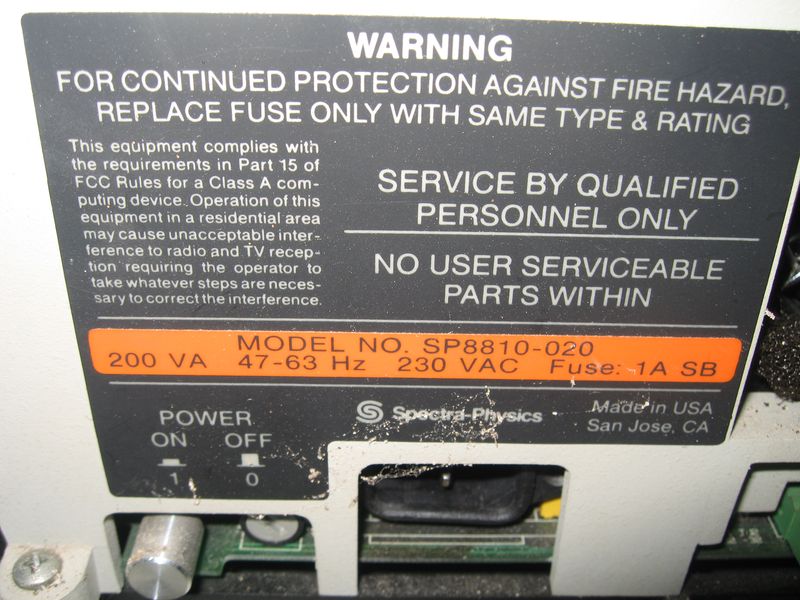 WARNING
FOR CONTINUED PROTECTION AGAINST FIRE HAZARD,
REPLACE FUSE ONLY WITH SAME TYPE & RATING
This equipment complies with
the requirements in Part 15 of
FCC Rules for a Class A com-
puting device. Operation of this
equipment in a residential area
may cause unacceptable inter-
ference to radio and TV recep-
tion requiring the operator to
take whatever steps are neces-
sary to correct the interference.
SERVICE BY QUALIFIED
PERSONNEL ONLY
NO USER SERVICEABLE
PARTS WITHIN
MODEL NO. SP8810-020
200 VA 47-63 Hz 230 VAC Fuse: 1A SB
POWER
ON OFF
1 0
Spectra-Physics
Made in USA
San Jose, CA